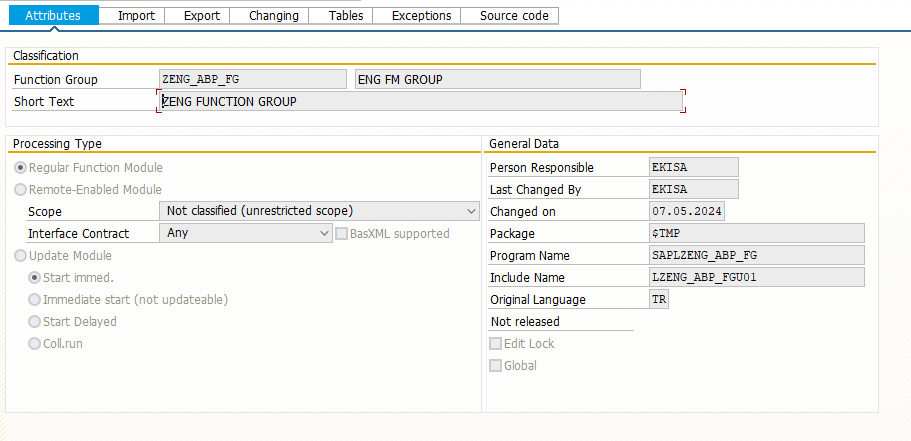 Attributes Import Export Changing Tables Exceptions Source code
Classification
Function Group ZENG_ABP_FG ENG FM GROUP
Short Text ZENG FUNCTION GROUP
Processing Type
Regular Function Module
Remote-Enabled Module
Scope Not classified (unrestricted scope)
Interface Contract Any BasXML supported
Update Module
Start immed.
Immediate start (not updateable)
Start Delayed
Coll.run
General Data
Person Responsible EKISA
Last Changed By EKISA
Changed on 07.05.2024
Package $TMP
Program Name SAPLZENG_ABP_FG
Include Name LZENG_ABP_FGU01
Original Language TR
Not released
Edit Lock
Global